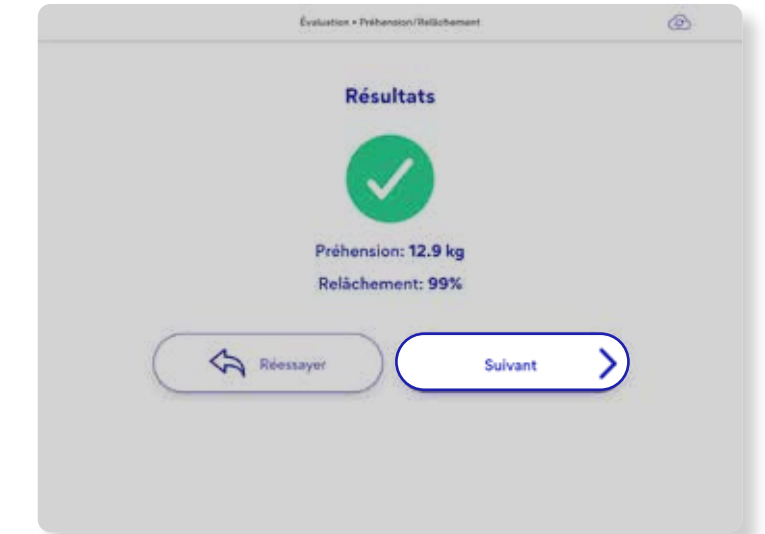 Évaluation • Préhension/Relâchement
Résultats
Préhension: 12.9 kg
Relâchement: 99%
Réessayer
Suivant